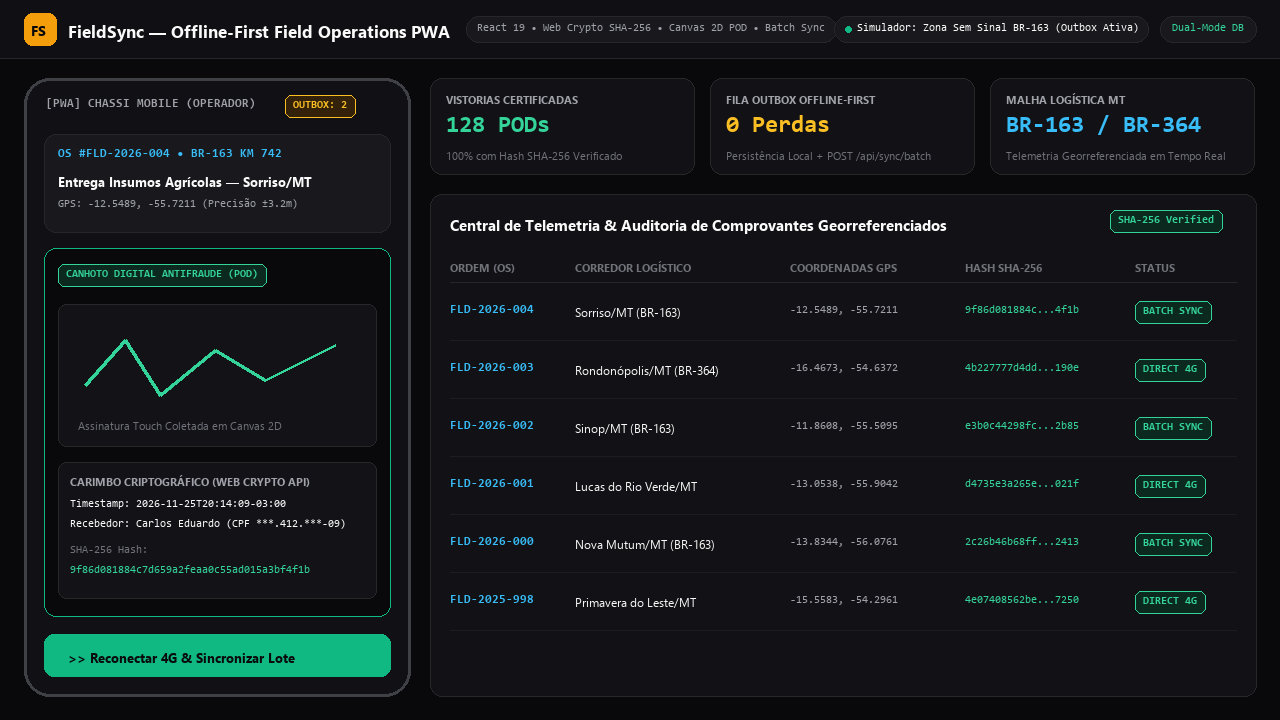 FS FieldSync — Offline-First Field Operations PWA React 19 • Web Crypto SHA-256 • Canvas 2D POD • Batch Sync ● Simulador: Zona Sem Sinal BR-163 (Outbox Ativa) Dual-Mode DB
[PWA] CHASSI MOBILE (OPERADOR) OUTBOX: 2
OS #FLD-2026-004 • BR-163 KM 742
Entrega Insumos Agrícolas — Sorriso/MT
GPS: -12.5489, -55.7211 (Precisão ±3.2m)
CANHOTO DIGITAL ANTIFRAUDE (POD)
Assinatura Touch Coletada em Canvas 2D
CARIMBO CRIPTOGRÁFICO (WEB CRYPTO API)
Timestamp: 2026-11-25T20:14:09-03:00
Recebedor: Carlos Eduardo (CPF ***.412.***-09)
SHA-256 Hash:
9f86d081884c7d659a2feaa0c55ad015a3bf4f1b
>> Reconectar 4G & Sincronizar Lote
VISTORIAS CERTIFICADAS
128 PODs
100% com Hash SHA-256 Verificado
FILA OUTBOX OFFLINE-FIRST
0 Perdas
Persistência Local + POST /api/sync/batch
MALHA LOGÍSTICA MT
BR-163 / BR-364
Telemetria Georreferenciada em Tempo Real
Central de Telemetria & Auditoria de Comprovantes Georreferenciados SHA-256 Verified
ORDEM (OS) CORREDOR LOGÍSTICO COORDENADAS GPS HASH SHA-256 STATUS
FLD-2026-004 Sorriso/MT (BR-163) -12.5489, -55.7211 9f86d081884c...4f1b BATCH SYNC
FLD-2026-003 Rondonópolis/MT (BR-364) -16.4673, -54.6372 4b227777d4dd...190e DIRECT 4G
FLD-2026-002 Sinop/MT (BR-163) -11.8608, -55.5095 e3b0c44298fc...2b85 BATCH SYNC
FLD-2026-001 Lucas do Rio Verde/MT -13.0538, -55.9042 d4735e3a265e...021f DIRECT 4G
FLD-2026-000 Nova Mutum/MT (BR-163) -13.8344, -56.0761 2c26b46b68ff...2413 BATCH SYNC
FLD-2025-998 Primavera do Leste/MT -15.5583, -54.2961 4e07408562be...7250 DIRECT 4G